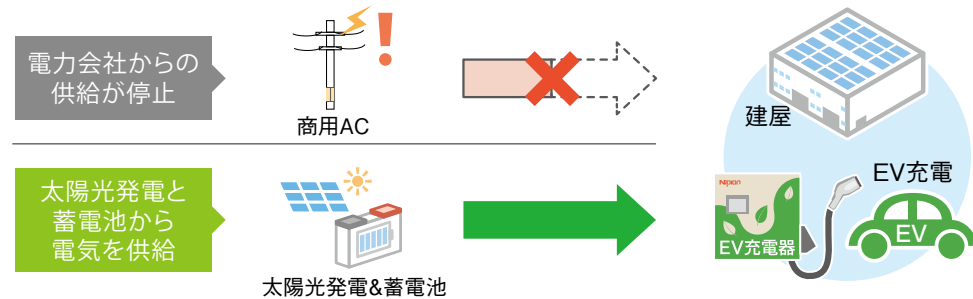 電力会社からの
供給が停止
商用AC
建屋
太陽光発電と
蓄電池から
電気を供給
太陽光発電&蓄電池
EV充電
Nipron
EV充電器
EV